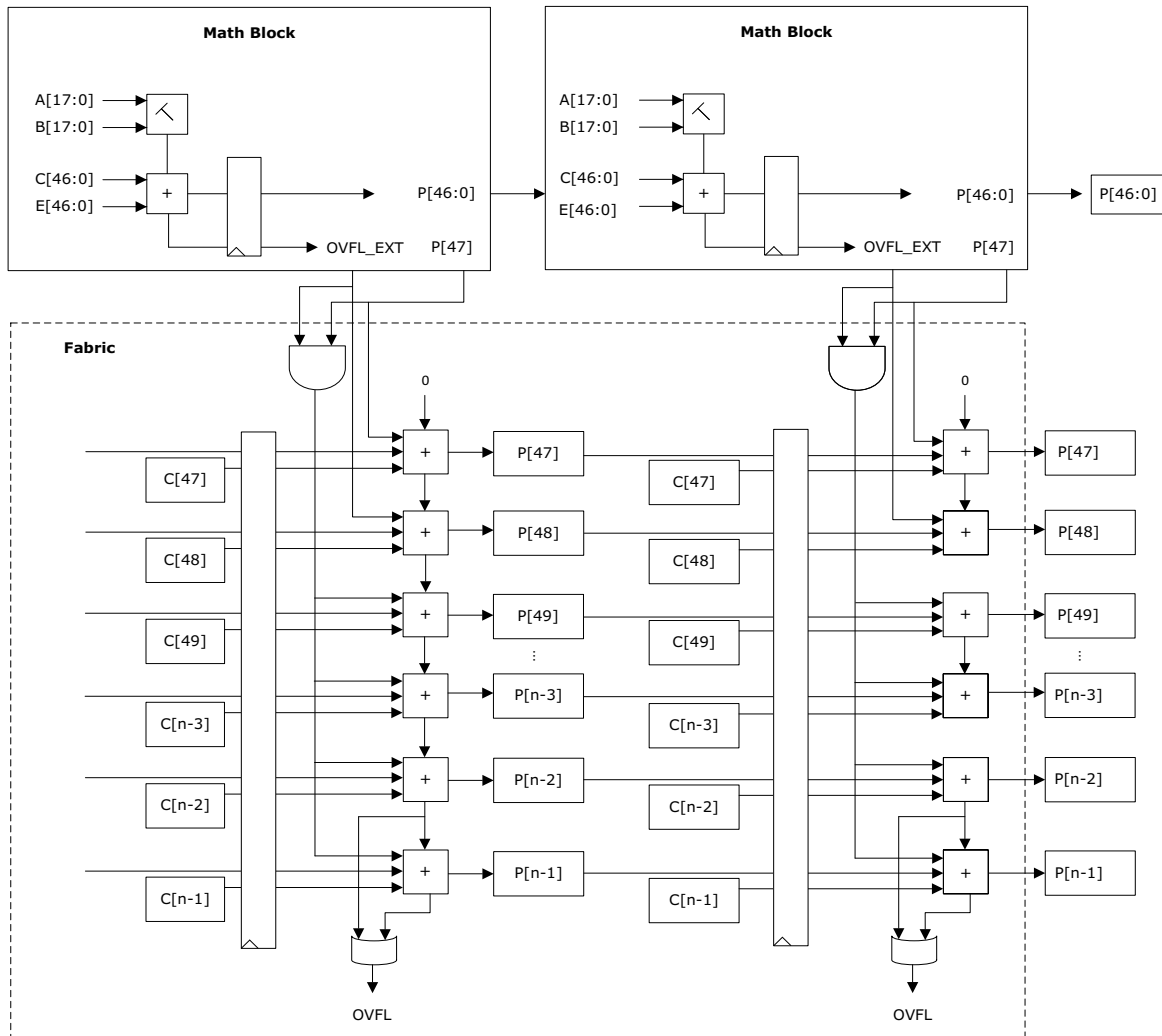 Math Block
Math Block
A[17:0]
B[17:0]
C[46:0]
E[46:0]
+
P[46:0]
OVFL_EXT
P[47]
A[17:0]
B[17:0]
C[46:0]
E[46:0]
+
P[46:0]
OVFL_EXT
P[47]
P[46:0]
Fabric
0
0
C[47]
+
P[47]
C[47]
+
P[47]
C[48]
+
P[48]
C[48]
+
P[48]
C[49]
+
P[49]
C[49]
+
P[49]
...
...
C[n-3]
+
P[n-3]
C[n-3]
+
P[n-3]
C[n-2]
+
P[n-2]
C[n-2]
+
P[n-2]
C[n-1]
+
P[n-1]
C[n-1]
+
P[n-1]
OVFL
OVFL